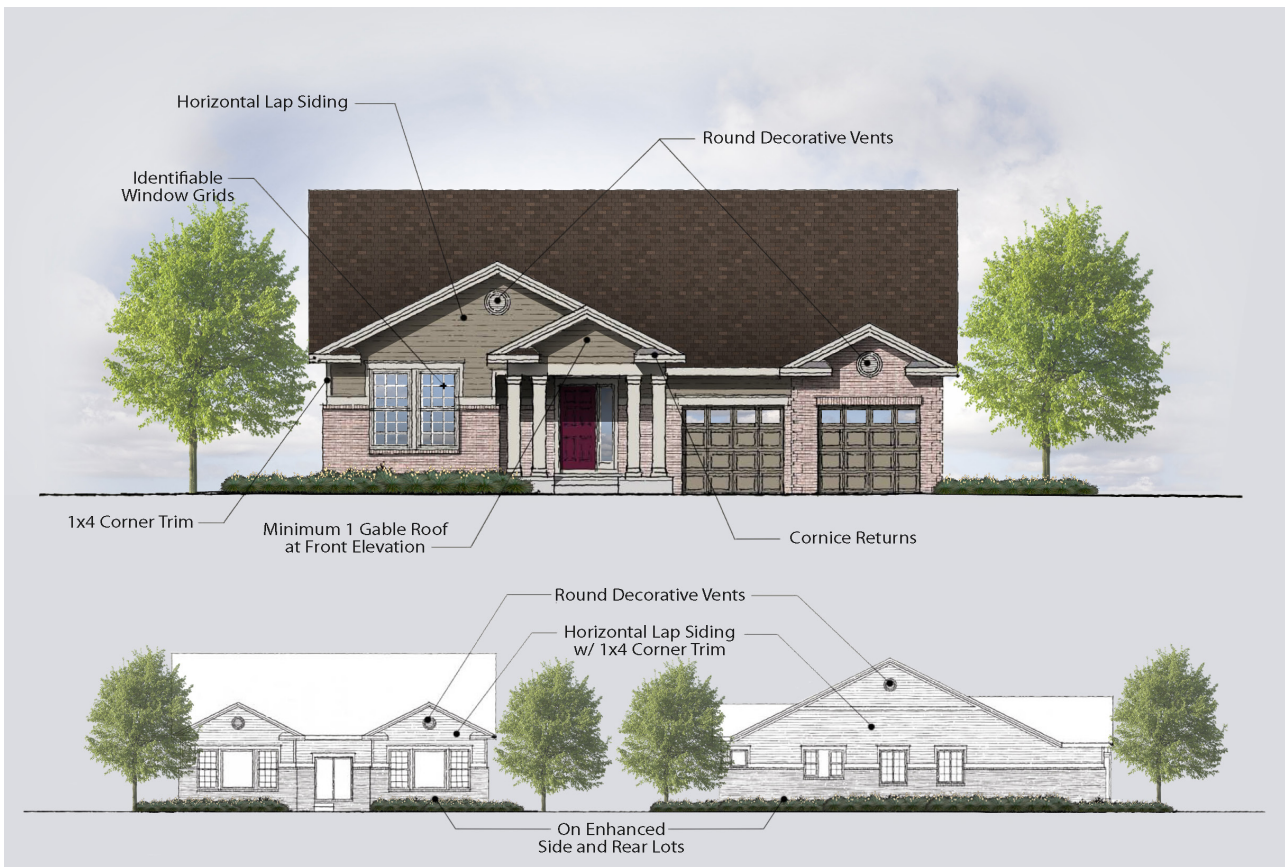 Horizontal Lap Siding
Round Decorative Vents
Identifiable
Window Grids
1x4 Corner Trim
Minimum 1 Gable Roof
at Front Elevation
Cornice Returns
Round Decorative Vents
Horizontal Lap Siding
w/ 1x4 Corner Trim
On Enhanced
Side and Rear Lots